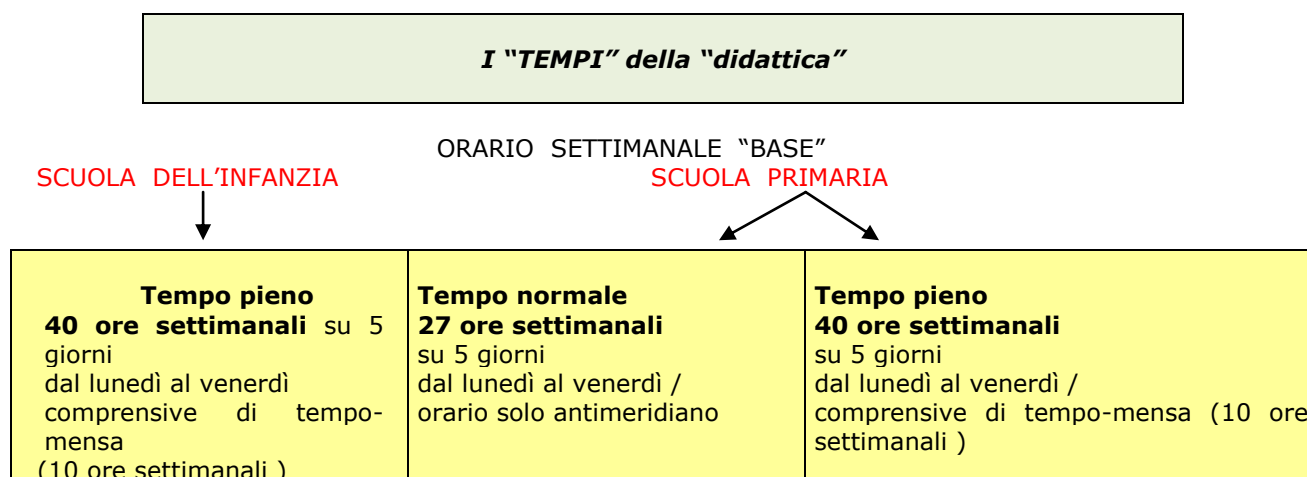 I “TEMPI” della “didattica”
ORARIO SETTIMANALE “BASE”
SCUOLA DELL’INFANZIA
SCUOLA PRIMARIA
Tempo pieno
40 ore settimanali su 5
giorni
dal lunedì al venerdì
comprensive di tempo-
mensa
(10 ore settimanali )
Tempo normale
27 ore settimanali
su 5 giorni
dal lunedì al venerdì /
orario solo antimeridiano
Tempo pieno
40 ore settimanali
su 5 giorni
dal lunedì al venerdì /
comprensive di tempo-mensa (10 ore
settimanali )